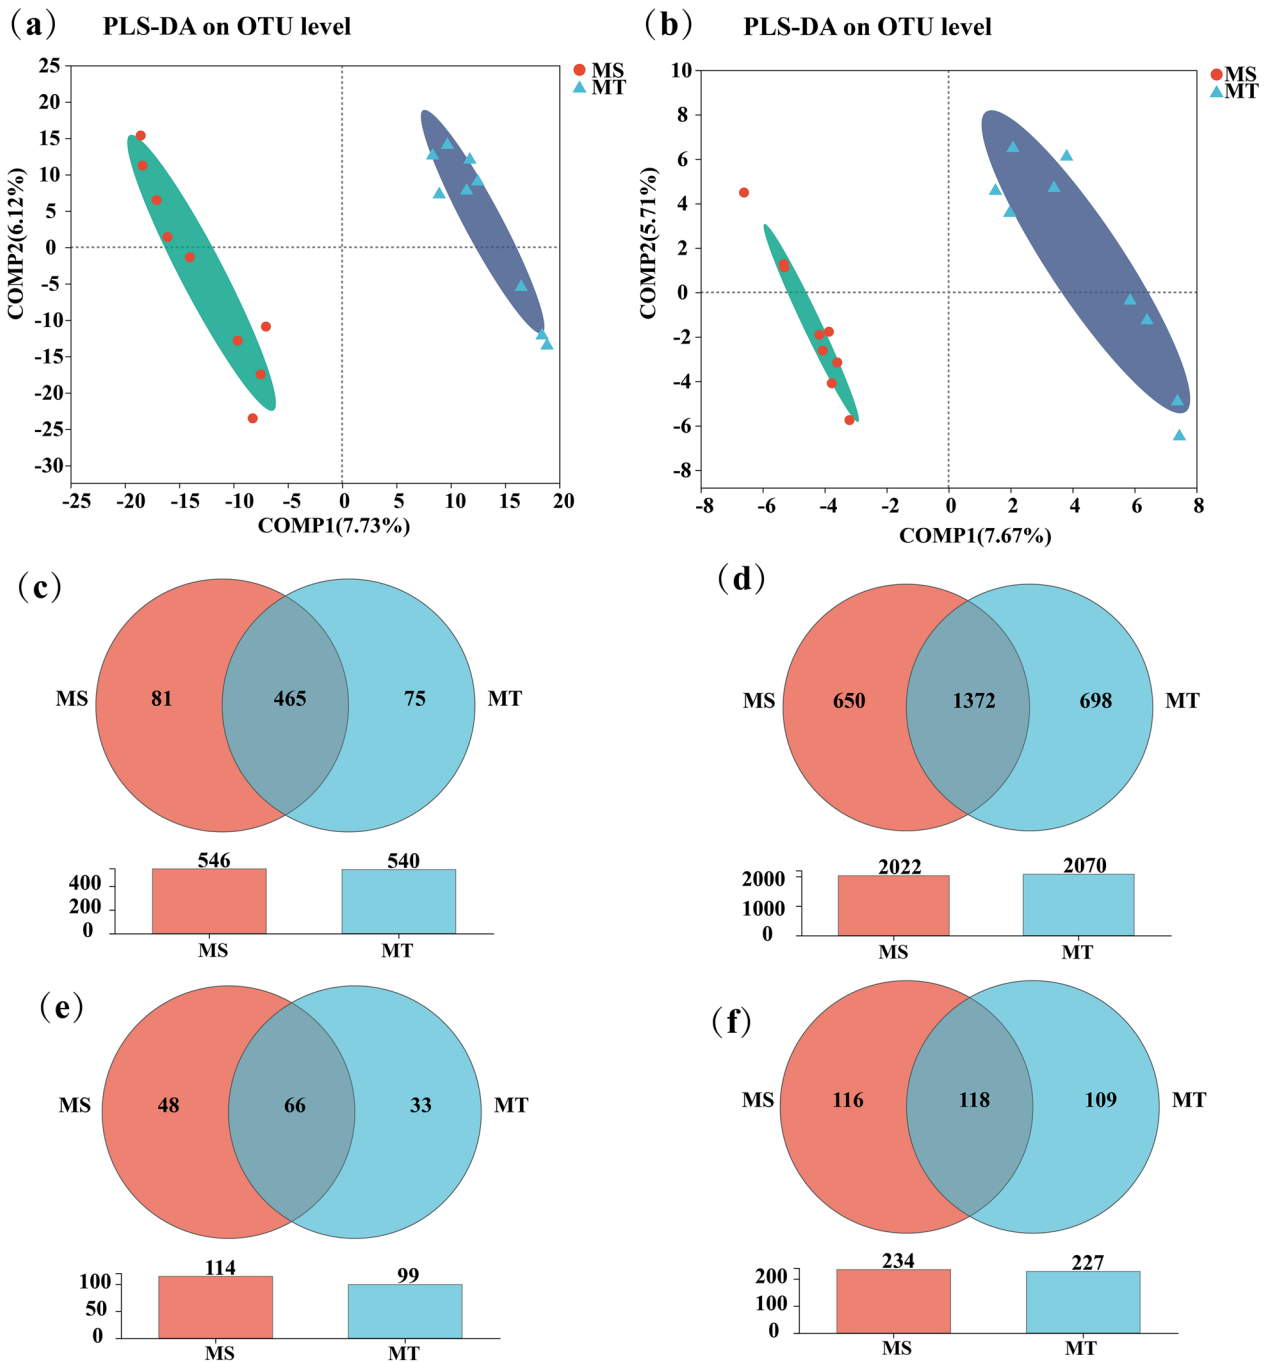 (a) PLS-DA on OTU level
MS
MT
25
20
15
10
5
0
-5
-10
-15
-20
-25
-30
COMP2(6.12%)
-25 -20 -15 -10 -5 0 5 10 15 20
COMP1(7.73%)
(b) PLS-DA on OTU level
MS
MT
10
8
6
4
2
0
-2
-4
-6
-8
COMP2(5.71%)
-8 -6 -4 -2 0 2 4 6 8
COMP1(7.67%)
(c)
MS 81 465 75 MT
546 540
400
200
0
MS MT
(d)
MS 650 1372 698 MT
2022 2070
2000
1000
0
MS MT
(e)
MS 48 66 33 MT
114 99
100
50
0
MS MT
(f)
MS 116 118 109 MT
234 227
200
100
0
MS MT